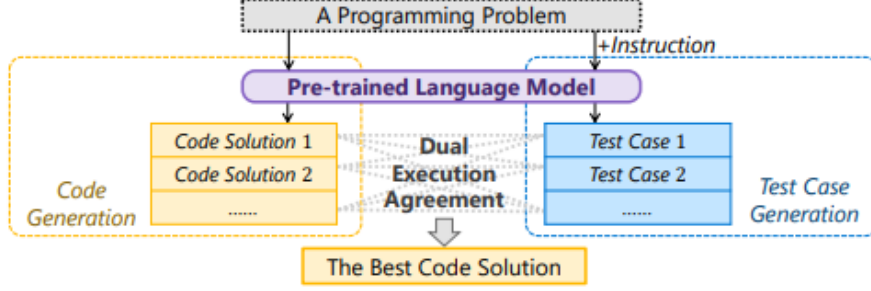 A Programming Problem
+Instruction
Pre-trained Language Model
Code Solution 1
Code Solution 2
......
Code
Generation
Dual
Execution
Agreement
Test Case 1
Test Case 2
......
Test Case
Generation
The Best Code Solution